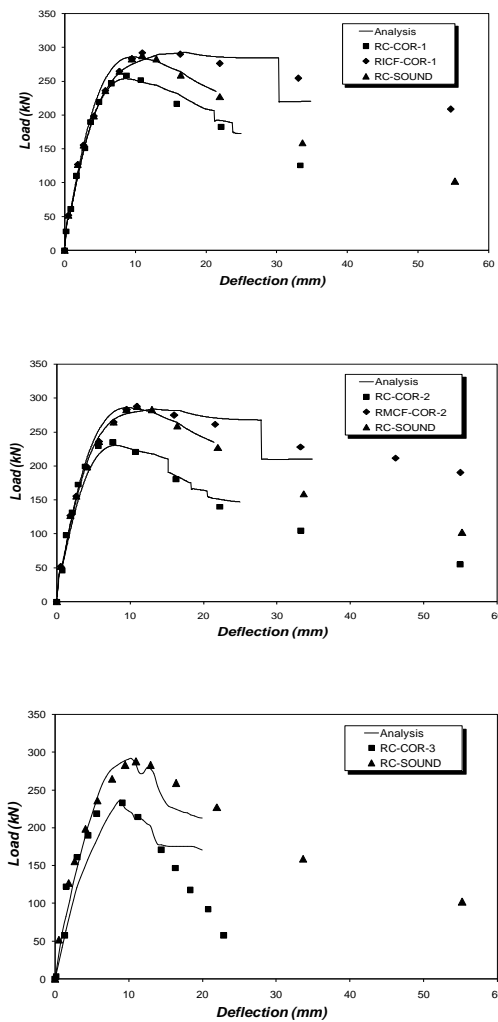 350
300
250
200
150
100
50
0
Load (kN)
Analysis
RC-COR-1
RICF-COR-1
RC-SOUND
0 10 20 30 40 50 60
Deflection (mm)
350
300
250
200
150
100
50
0
Load (kN)
Analysis
RC-COR-2
RMCF-COR-2
RC-SOUND
0 10 20 30 40 50 60
Deflection (mm)
350
300
250
200
150
100
50
0
Load (kN)
Analysis
RC-COR-3
RC-SOUND
0 10 20 30 40 50 60
Deflection (mm)